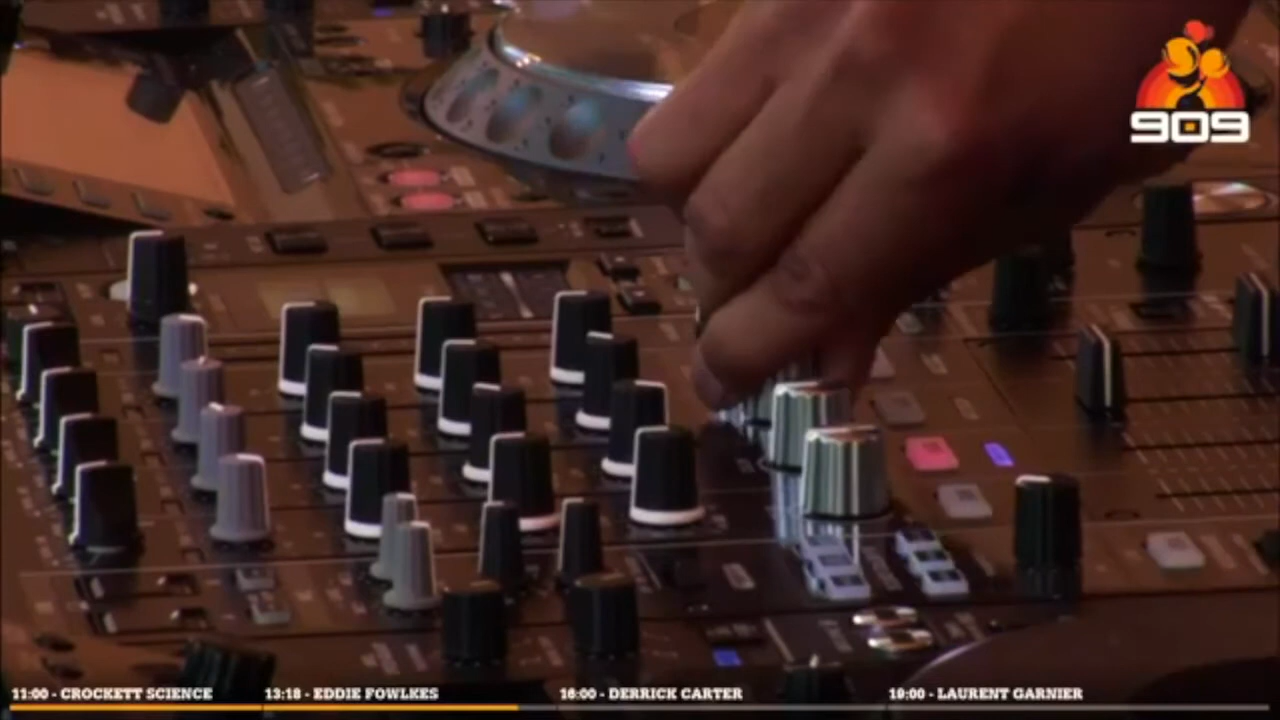 909
11:00 - CROCKETT SCIENCE
13:18 - EDDIE FOWLKES
16:00 - DERRICK CARTER
19:00 - LAURENT GARNIER